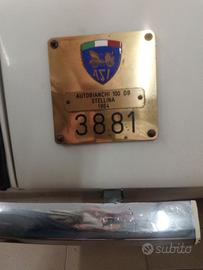 ASI
AUTOBIANCHI 100 DB
STELLINA
1964
3881
subito